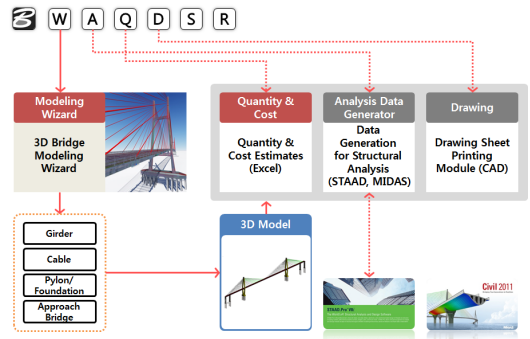 B W A Q D S R
Modeling
Wizard
3D Bridge
Modeling
Wizard
Quantity &
Cost
Quantity &
Cost Estimates
(Excel)
Analysis Data
Generator
Data
Generation
for Structural
Analysis
(STAAD, MIDAS)
Drawing
Drawing Sheet
Printing
Module (CAD)
Girder
Cable
Pylon/
Foundation
Approach
Bridge
3D Model
STAAD.Pro V8i
Civil 2011